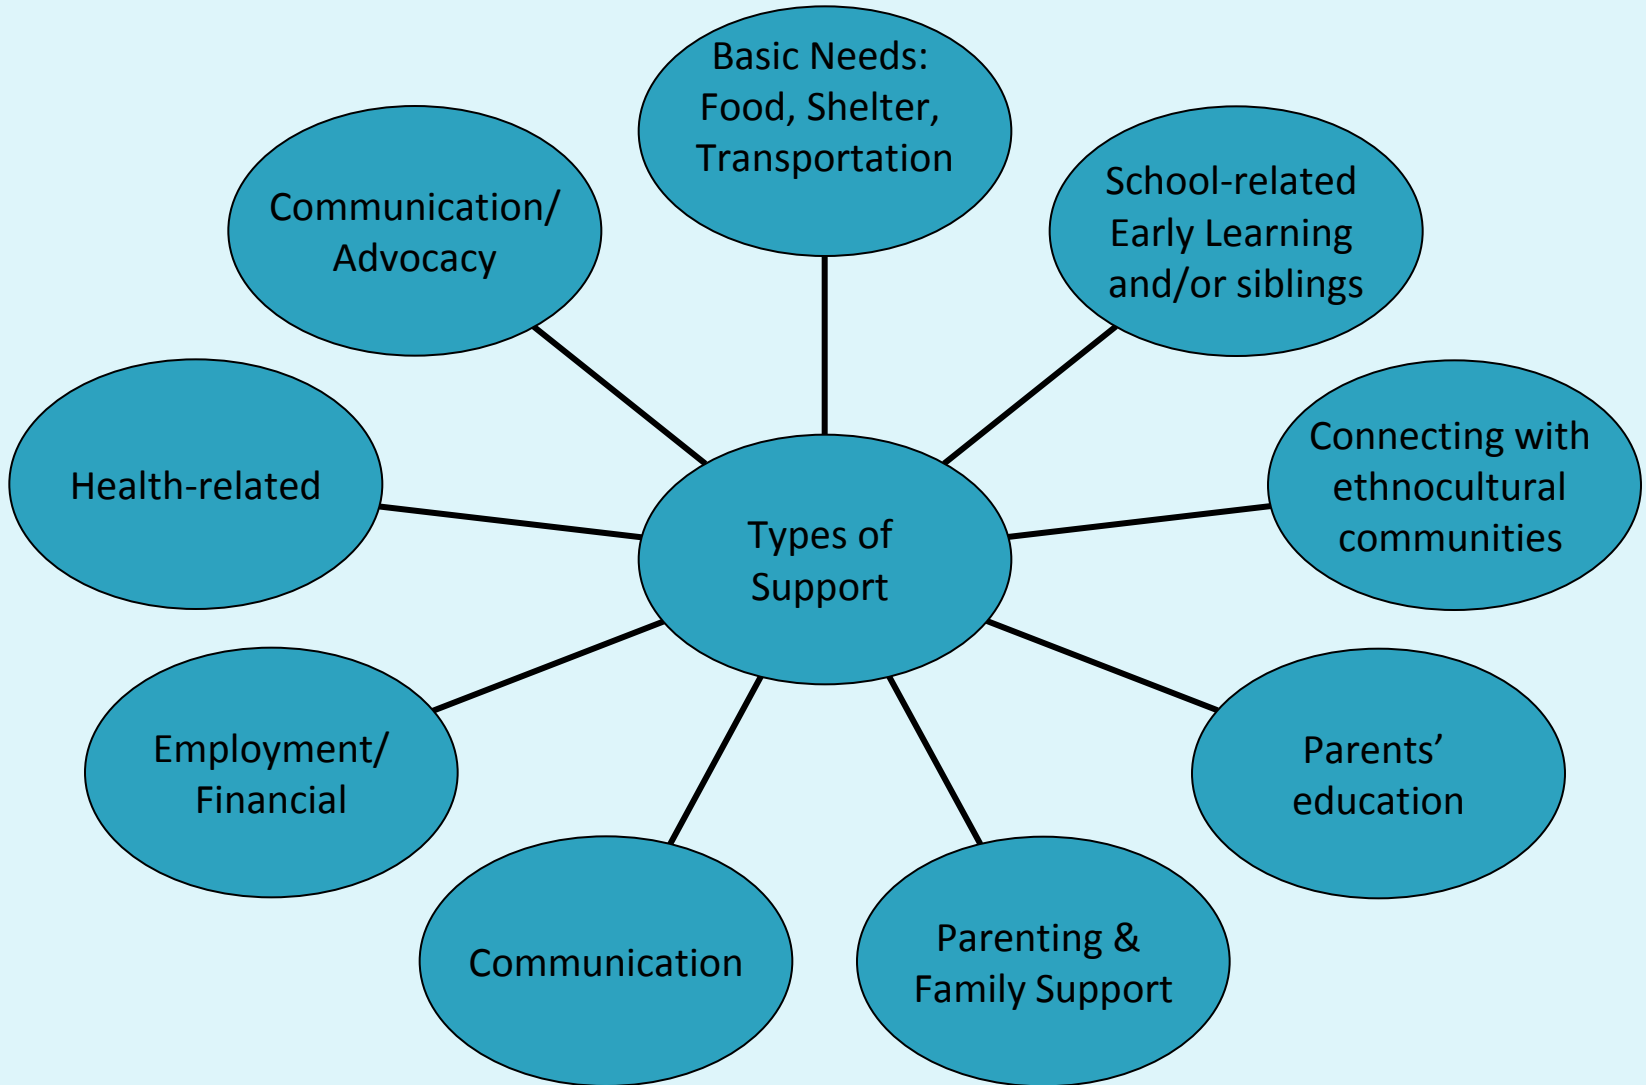 Basic Needs:
Food, Shelter,
Transportation
School-related
Early Learning
and/or siblings
Connecting with
ethnocultural
communities
Parents’
education
Parenting &
Family Support
Communication
Employment/
Financial
Health-related
Communication/
Advocacy
Types of
Support